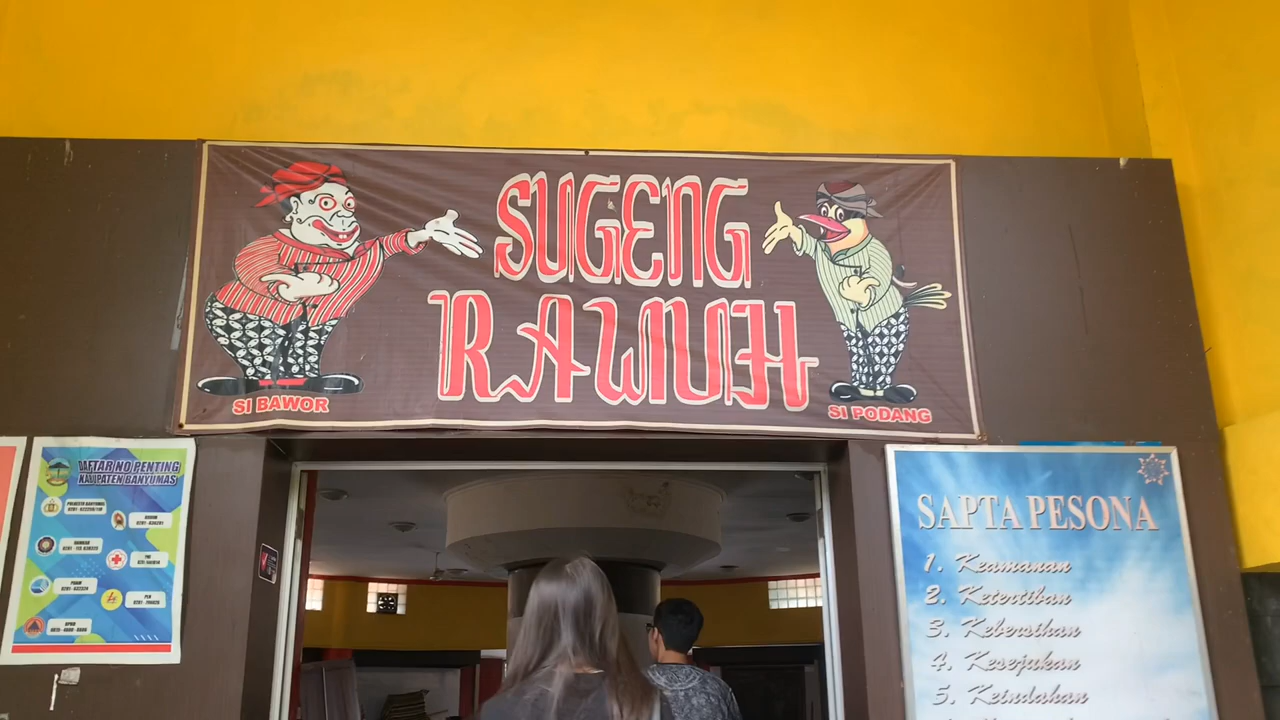 SUGENG
RAWUH
SI BAWOR
SI PODANG
DAFTAR NO PENTING
KABUPATEN BANYUMAS
PLN
SAPTA PESONA
1. Keamanan
2. Ketertiban
3. Kebersihan
4. Kesejukan
5. Keindahan